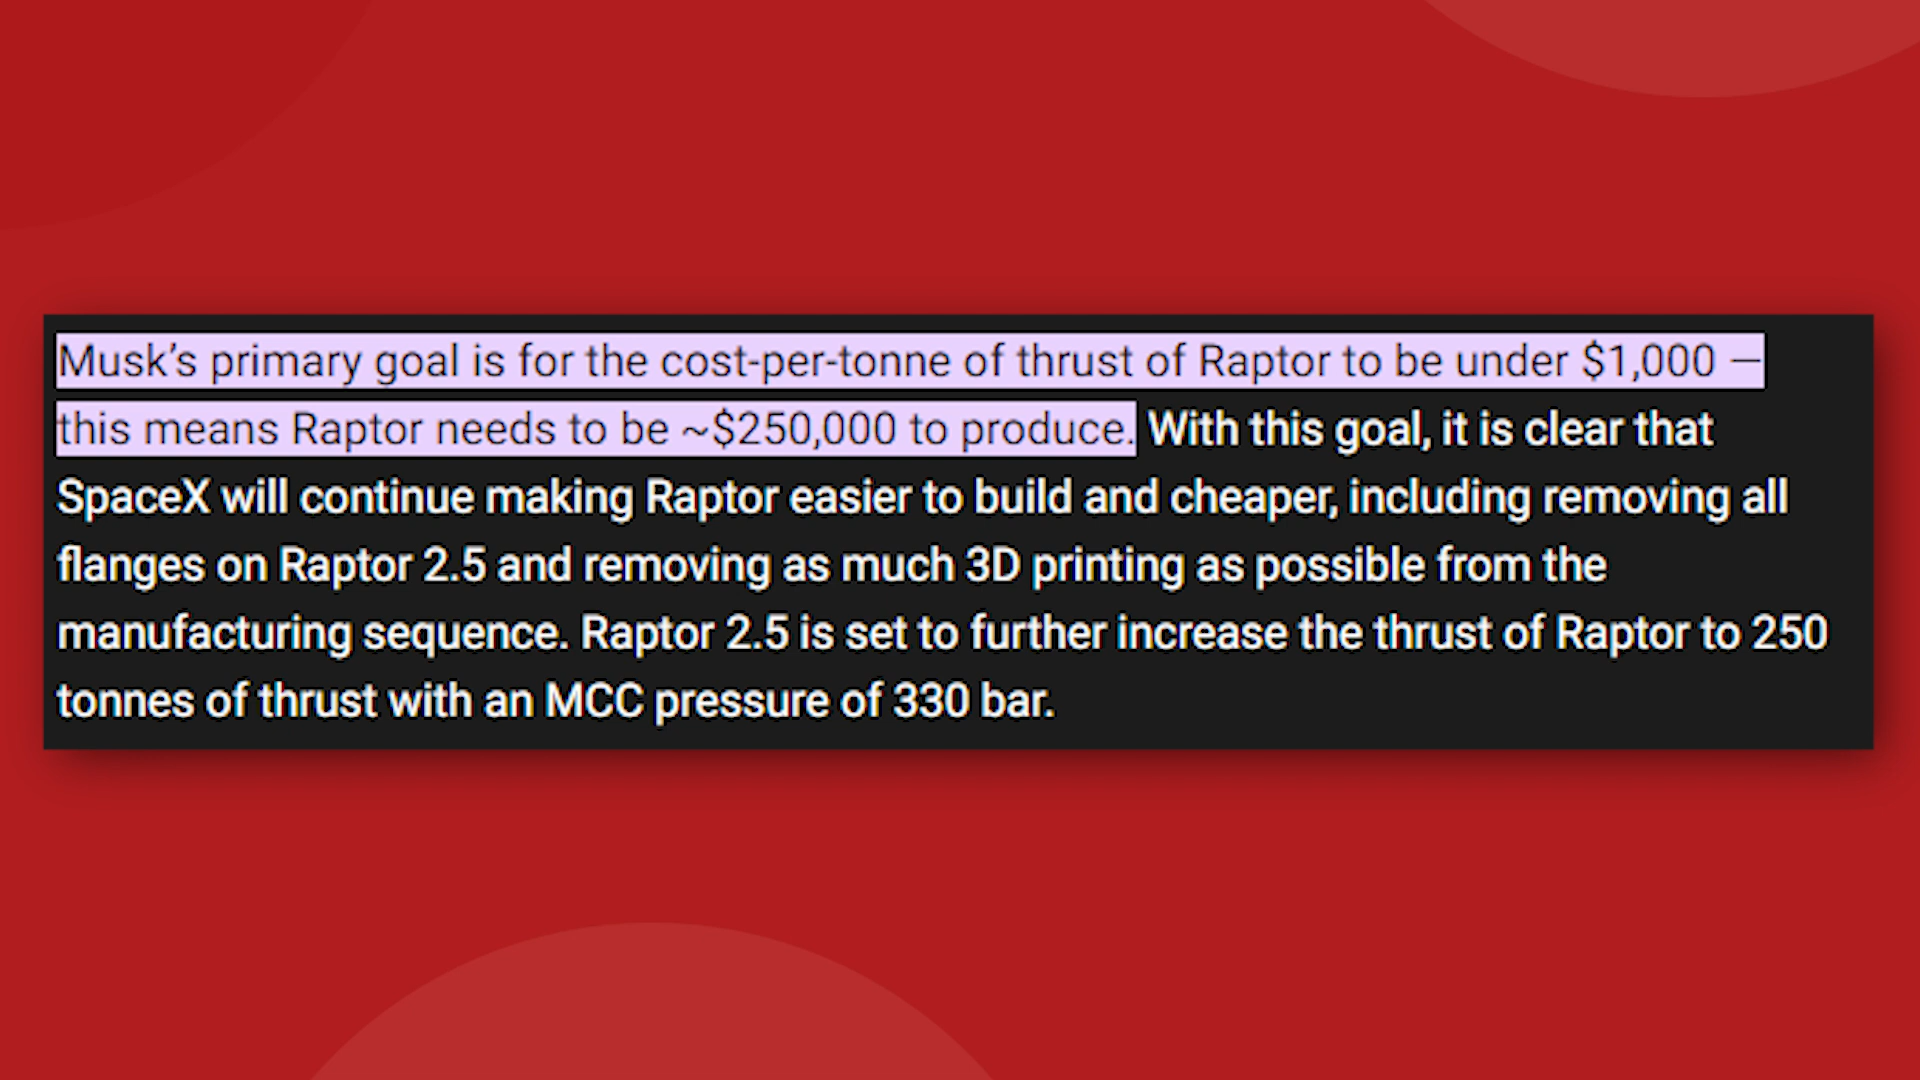 Musk’s primary goal is for the cost-per-tonne of thrust of Raptor to be under $1,000 —
this means Raptor needs to be ~$250,000 to produce. With this goal, it is clear that
SpaceX will continue making Raptor easier to build and cheaper, including removing all
flanges on Raptor 2.5 and removing as much 3D printing as possible from the
manufacturing sequence. Raptor 2.5 is set to further increase the thrust of Raptor to 250
tonnes of thrust with an MCC pressure of 330 bar.